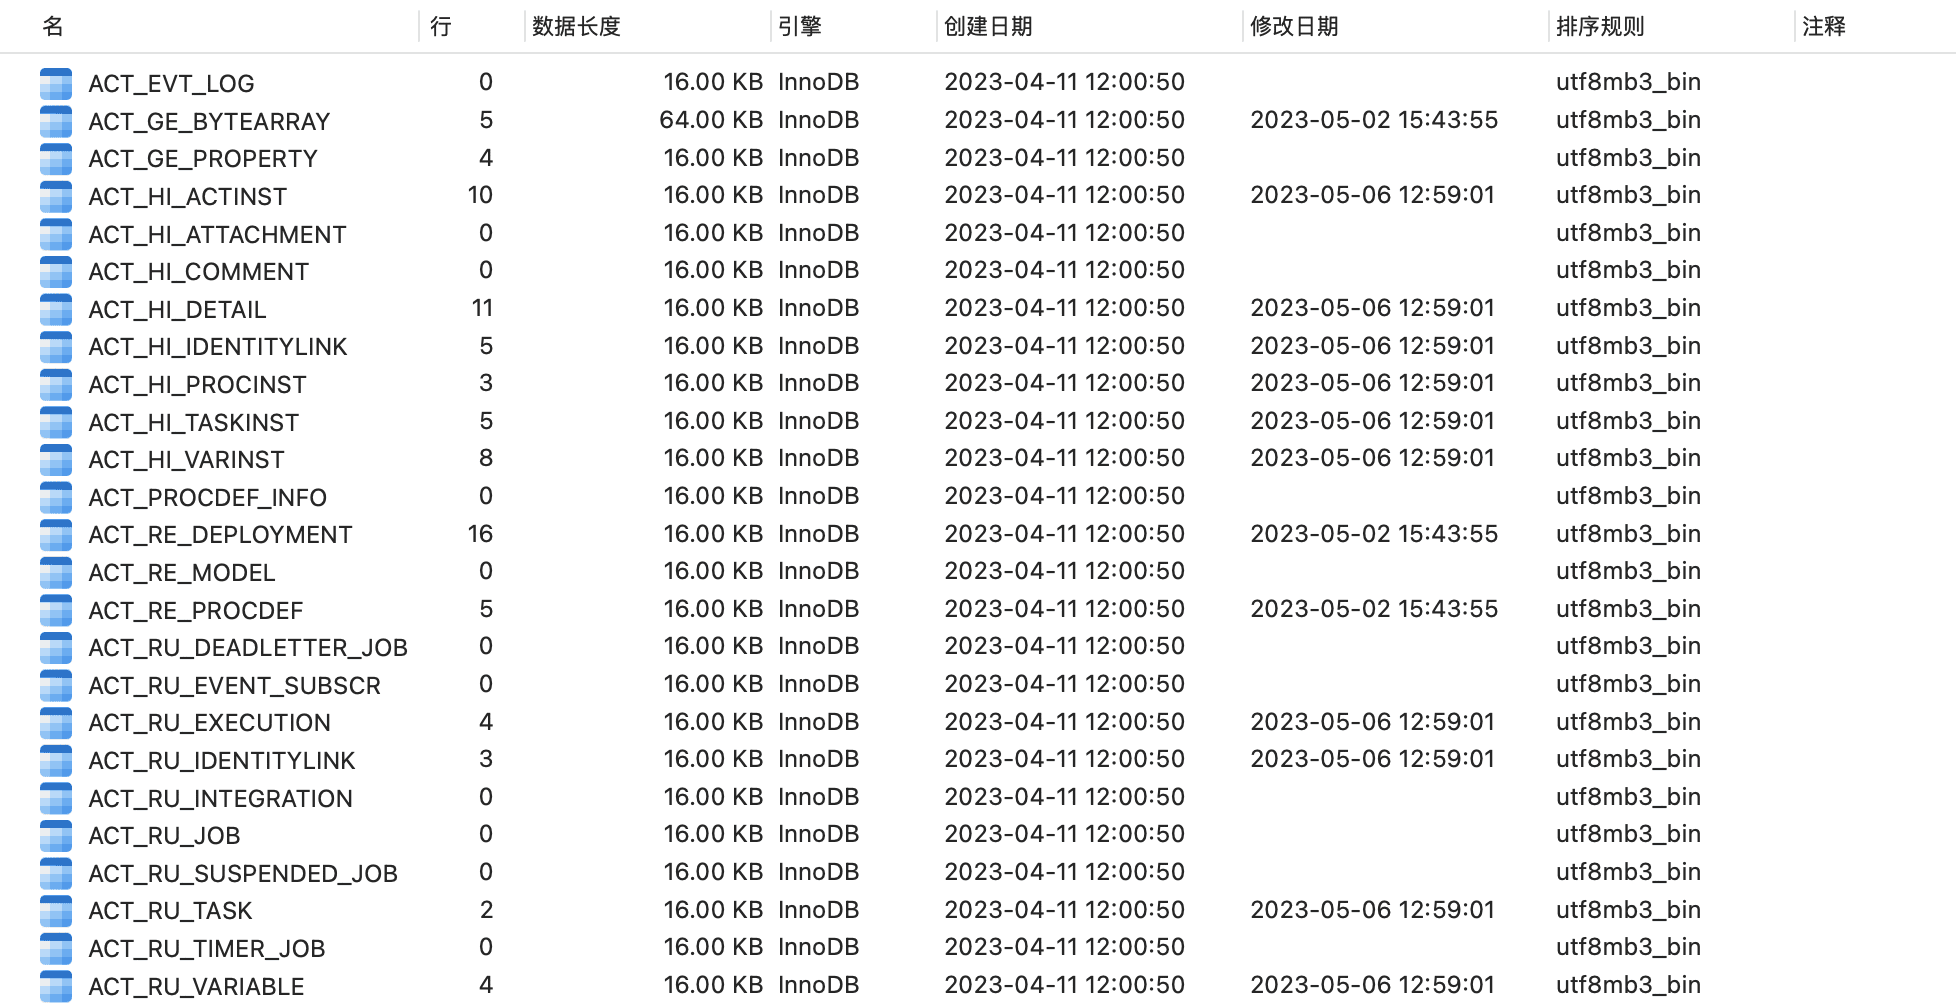 名 行 数据长度 引擎 创建日期 修改日期 排序规则 注释
ACT_EVT_LOG 0 16.00 KB InnoDB 2023-04-11 12:00:50 utf8mb3_bin
ACT_GE_BYTEARRAY 5 64.00 KB InnoDB 2023-04-11 12:00:50 2023-05-02 15:43:55 utf8mb3_bin
ACT_GE_PROPERTY 4 16.00 KB InnoDB 2023-04-11 12:00:50 utf8mb3_bin
ACT_HI_ACTINST 10 16.00 KB InnoDB 2023-04-11 12:00:50 2023-05-06 12:59:01 utf8mb3_bin
ACT_HI_ATTACHMENT 0 16.00 KB InnoDB 2023-04-11 12:00:50 utf8mb3_bin
ACT_HI_COMMENT 0 16.00 KB InnoDB 2023-04-11 12:00:50 utf8mb3_bin
ACT_HI_DETAIL 11 16.00 KB InnoDB 2023-04-11 12:00:50 2023-05-06 12:59:01 utf8mb3_bin
ACT_HI_IDENTITYLINK 5 16.00 KB InnoDB 2023-04-11 12:00:50 2023-05-06 12:59:01 utf8mb3_bin
ACT_HI_PROCINST 3 16.00 KB InnoDB 2023-04-11 12:00:50 2023-05-06 12:59:01 utf8mb3_bin
ACT_HI_TASKINST 5 16.00 KB InnoDB 2023-04-11 12:00:50 2023-05-06 12:59:01 utf8mb3_bin
ACT_HI_VARINST 8 16.00 KB InnoDB 2023-04-11 12:00:50 2023-05-06 12:59:01 utf8mb3_bin
ACT_PROCDEF_INFO 0 16.00 KB InnoDB 2023-04-11 12:00:50 utf8mb3_bin
ACT_RE_DEPLOYMENT 16 16.00 KB InnoDB 2023-04-11 12:00:50 2023-05-02 15:43:55 utf8mb3_bin
ACT_RE_MODEL 0 16.00 KB InnoDB 2023-04-11 12:00:50 utf8mb3_bin
ACT_RE_PROCDEF 5 16.00 KB InnoDB 2023-04-11 12:00:50 2023-05-02 15:43:55 utf8mb3_bin
ACT_RU_DEADLETTER_JOB 0 16.00 KB InnoDB 2023-04-11 12:00:50 utf8mb3_bin
ACT_RU_EVENT_SUBSCR 0 16.00 KB InnoDB 2023-04-11 12:00:50 utf8mb3_bin
ACT_RU_EXECUTION 4 16.00 KB InnoDB 2023-04-11 12:00:50 2023-05-06 12:59:01 utf8mb3_bin
ACT_RU_IDENTITYLINK 3 16.00 KB InnoDB 2023-04-11 12:00:50 2023-05-06 12:59:01 utf8mb3_bin
ACT_RU_INTEGRATION 0 16.00 KB InnoDB 2023-04-11 12:00:50 utf8mb3_bin
ACT_RU_JOB 0 16.00 KB InnoDB 2023-04-11 12:00:50 utf8mb3_bin
ACT_RU_SUSPENDED_JOB 0 16.00 KB InnoDB 2023-04-11 12:00:50 utf8mb3_bin
ACT_RU_TASK 2 16.00 KB InnoDB 2023-04-11 12:00:50 2023-05-06 12:59:01 utf8mb3_bin
ACT_RU_TIMER_JOB 0 16.00 KB InnoDB 2023-04-11 12:00:50 utf8mb3_bin
ACT_RU_VARIABLE 4 16.00 KB InnoDB 2023-04-11 12:00:50 2023-05-06 12:59:01 utf8mb3_bin